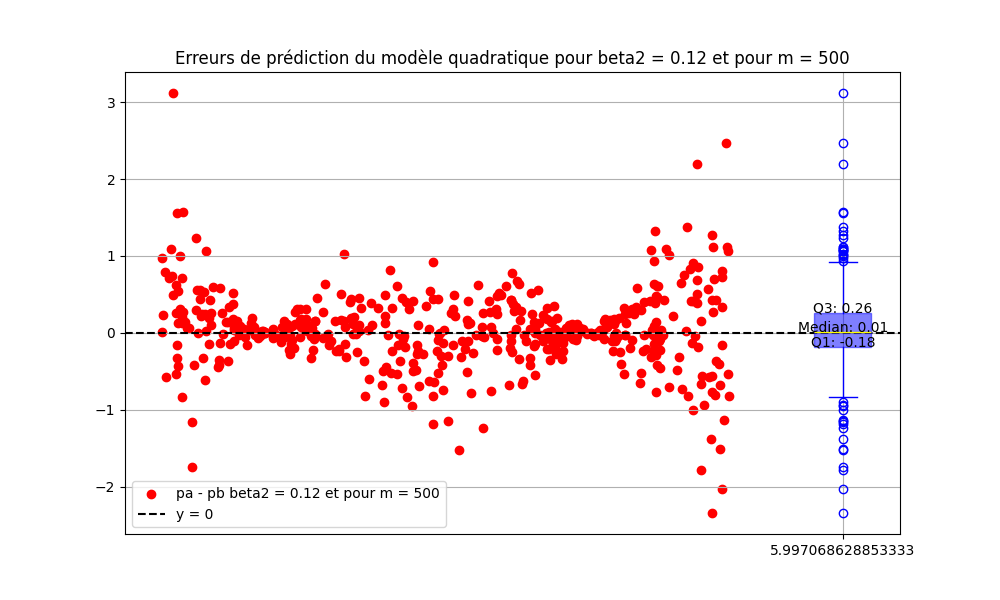 Erreurs de prédiction du modèle quadratique pour beta2 = 0.12 et pour m = 500
3
2
1
0
−1
−2
Q3: 0.26
Median: 0.01
Q1: -0.18
pa - pb beta2 = 0.12 et pour m = 500
y = 0
5.997068628853333